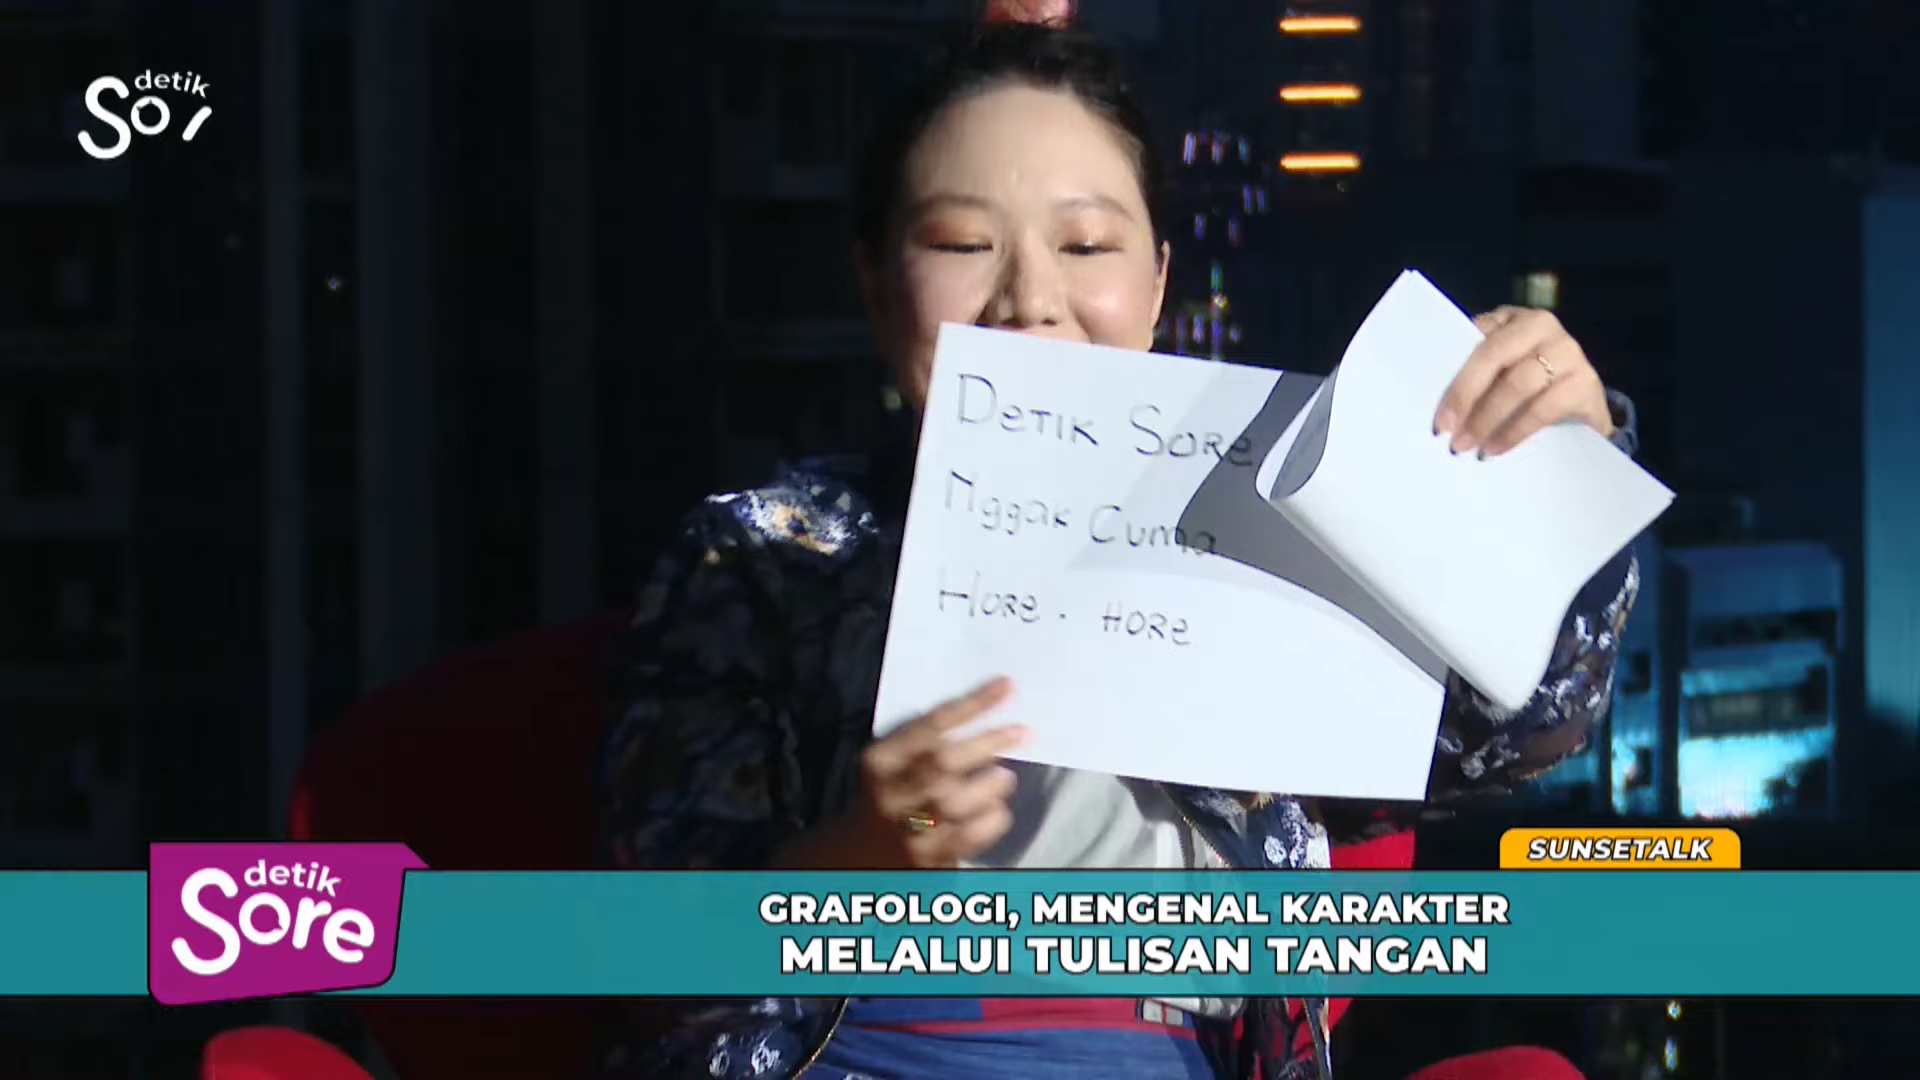 detik
So
Detik Sore
Nggak Cuma
Hore - Hore
SUNSETALK
detik
Sore
GRAFOLOGI, MENGENAL KARAKTER
MELALUI TULISAN TANGAN